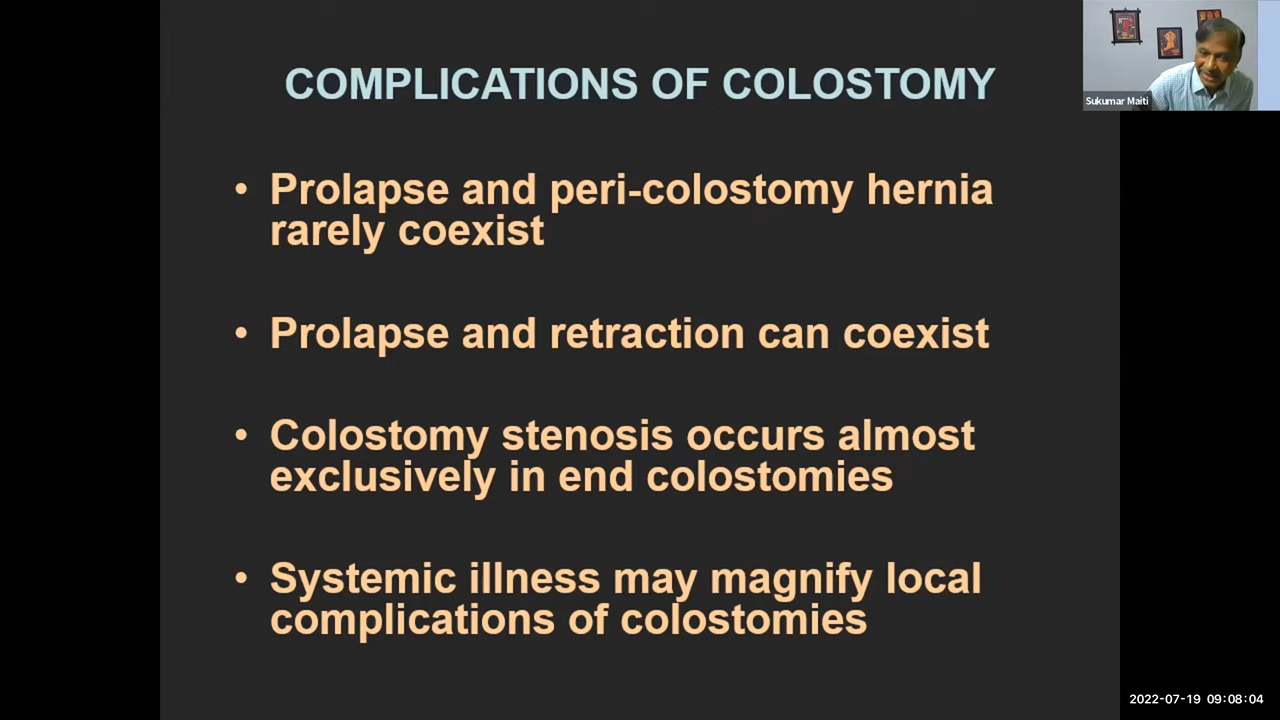 COMPLICATIONS OF COLOSTOMY
Sukumar Maiti
• Prolapse and peri-colostomy hernia
rarely coexist
• Prolapse and retraction can coexist
• Colostomy stenosis occurs almost
exclusively in end colostomies
• Systemic illness may magnify local
complications of colostomies
2022-07-19 09:08:04